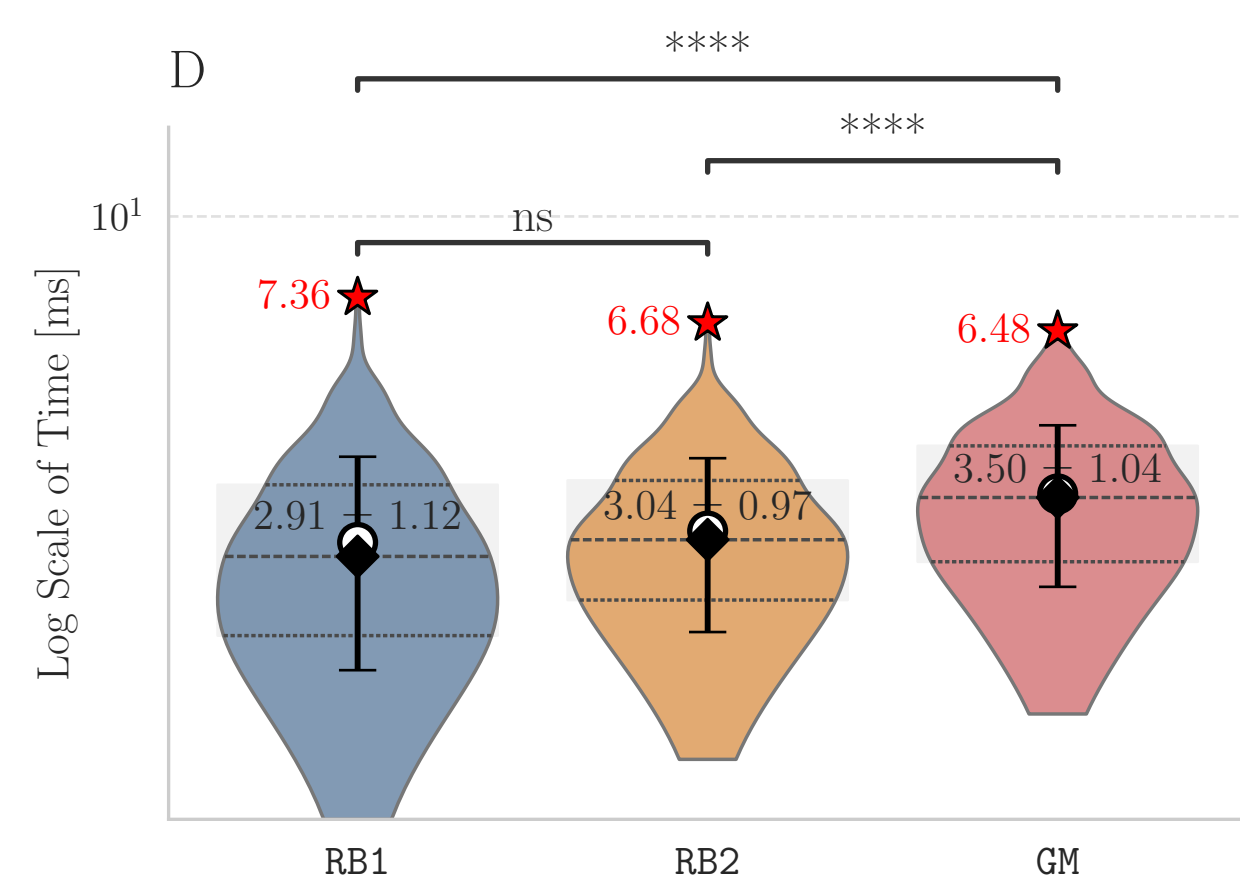 D
****
****
10¹
ns
Log Scale of Time [ms]
7.36
6.68
6.48
2.91 ± 1.12
3.04 ± 0.97
3.50 ± 1.04
RB1
RB2
GM